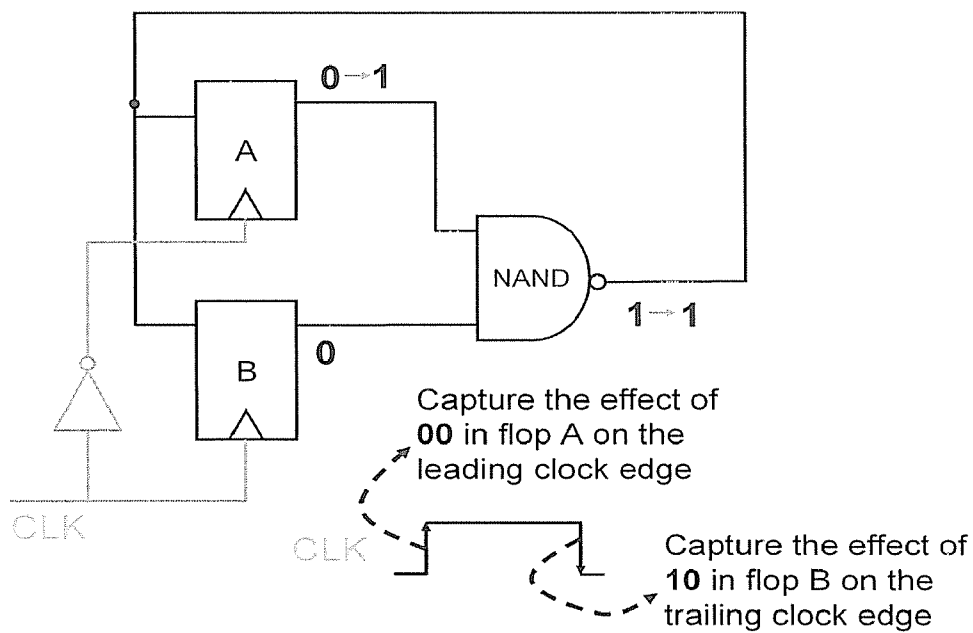 0→1
A
NAND
1→1
B
0
Capture the effect of
00 in flop A on the
leading clock edge
CLK
CLK
Capture the effect of
10 in flop B on the
trailing clock edge